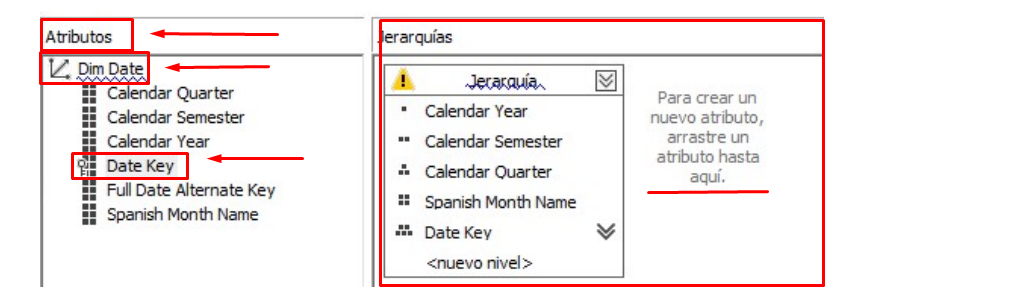 Atributos
Dim Date
Calendar Quarter
Calendar Semester
Calendar Year
Date Key
Full Date Alternate Key
Spanish Month Name
Jerarquías
Jerarquía
Calendar Year
Calendar Semester
Calendar Quarter
Spanish Month Name
Date Key
<nuevo nivel>
Para crear un
nuevo atributo,
arrastre un
atributo hasta
aquí.